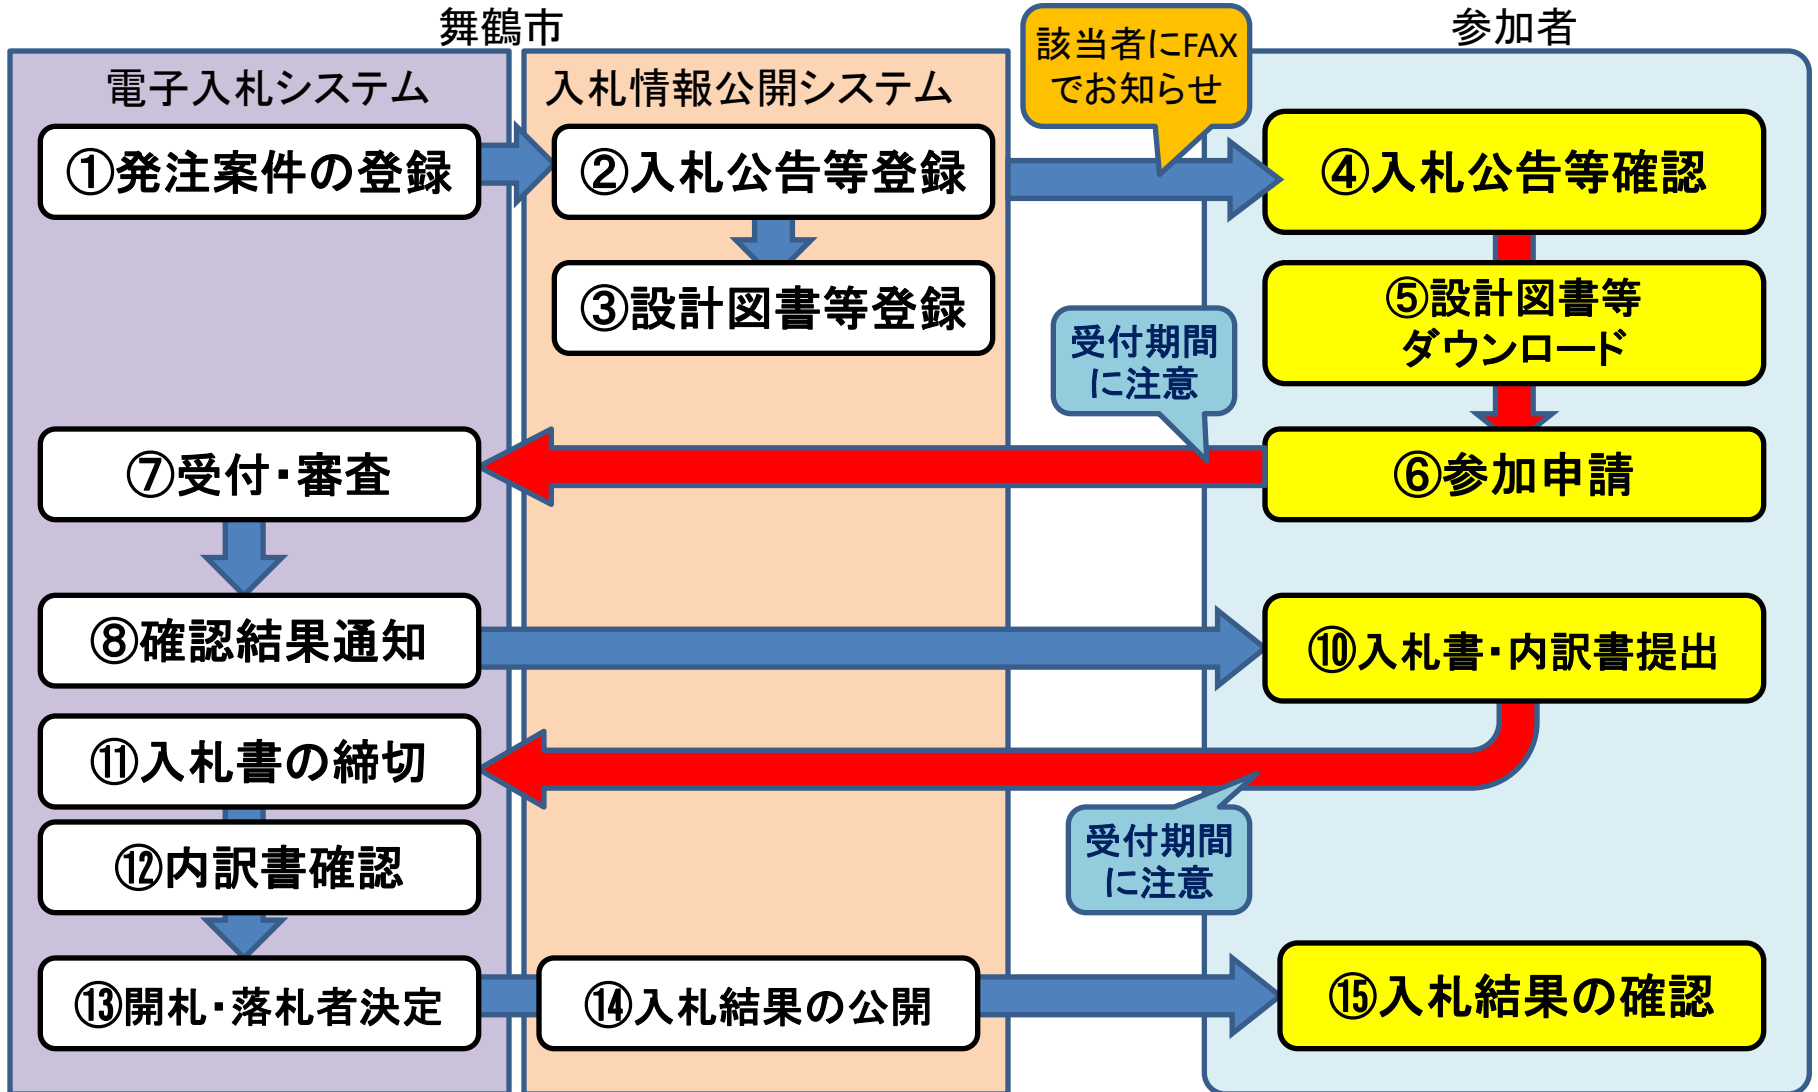 舞鶴市
参加者
電子入札システム
入札情報公開システム
該当者にFAX
でお知らせ
①発注案件の登録
②入札公告等登録
④入札公告等確認
③設計図書等登録
⑤設計図書等
ダウンロード
受付期間
に注意
⑦受付・審査
⑥参加申請
⑧確認結果通知
⑩入札書・内訳書提出
⑪入札書の締切
⑫内訳書確認
受付期間
に注意
⑬開札・落札者決定
⑭入札結果の公開
⑮入札結果の確認